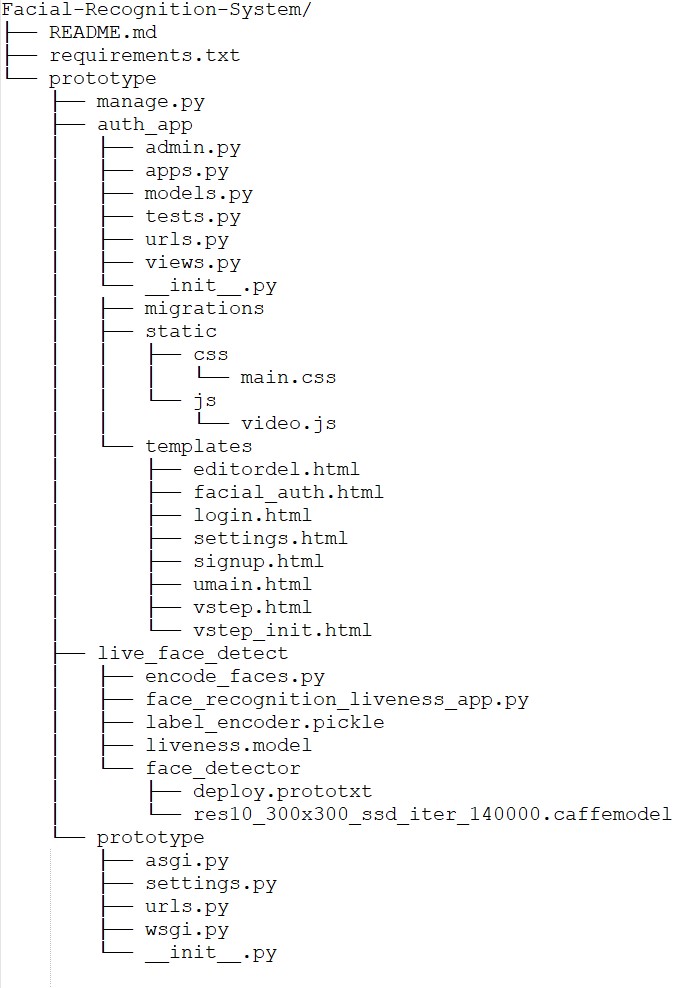 Facial-Recognition-System/
├── README.md
├── requirements.txt
└── prototype
    ├── manage.py
    ├── auth_app
    │   ├── admin.py
    │   ├── apps.py
    │   ├── models.py
    │   ├── tests.py
    │   ├── urls.py
    │   ├── views.py
    │   └── __init__.py
    │   ├── migrations
    │   ├── static
    │   │   ├── css
    │   │   │   └── main.css
    │   │   └── js
    │   │       └── video.js
    │   └── templates
    │       ├── editordel.html
    │       ├── facial_auth.html
    │       ├── login.html
    │       ├── settings.html
    │       ├── signup.html
    │       ├── umain.html
    │       ├── vstep.html
    │       └── vstep_init.html
    ├── live_face_detect
    │   ├── encode_faces.py
    │   ├── face_recognition_liveness_app.py
    │   ├── label_encoder.pickle
    │   ├── liveness.model
    │   └── face_detector
    │       ├── deploy.prototxt
    │       └── res10_300x300_ssd_iter_140000.caffemodel
    └── prototype
        ├── asgi.py
        ├── settings.py
        ├── urls.py
        ├── wsgi.py
        └── __init__.py